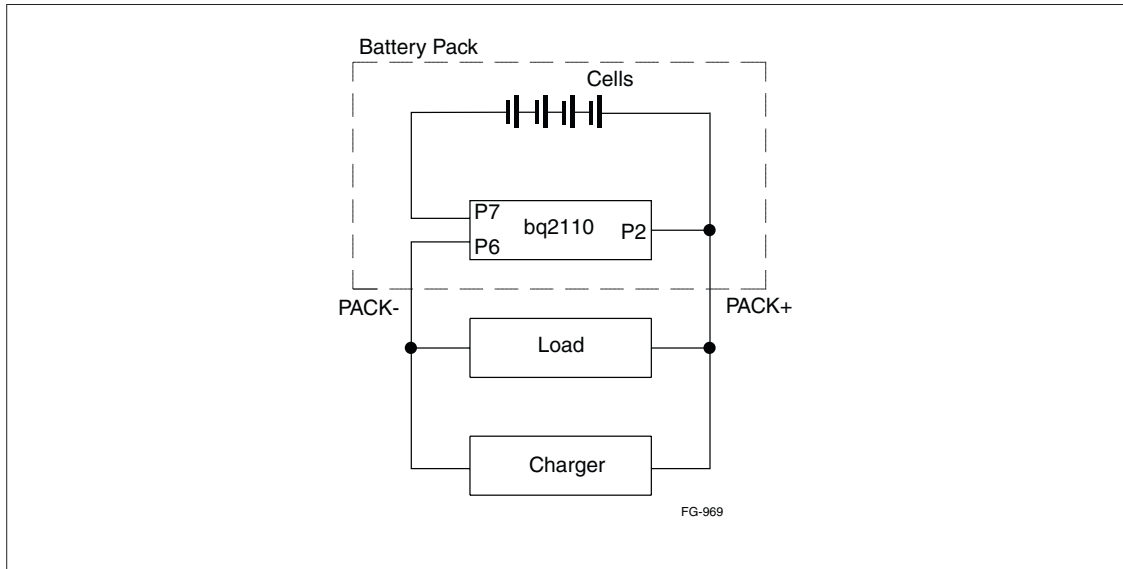 Battery Pack
Cells
P7
bq2110
P2
P6
PACK-
PACK+
Load
Charger
FG-969